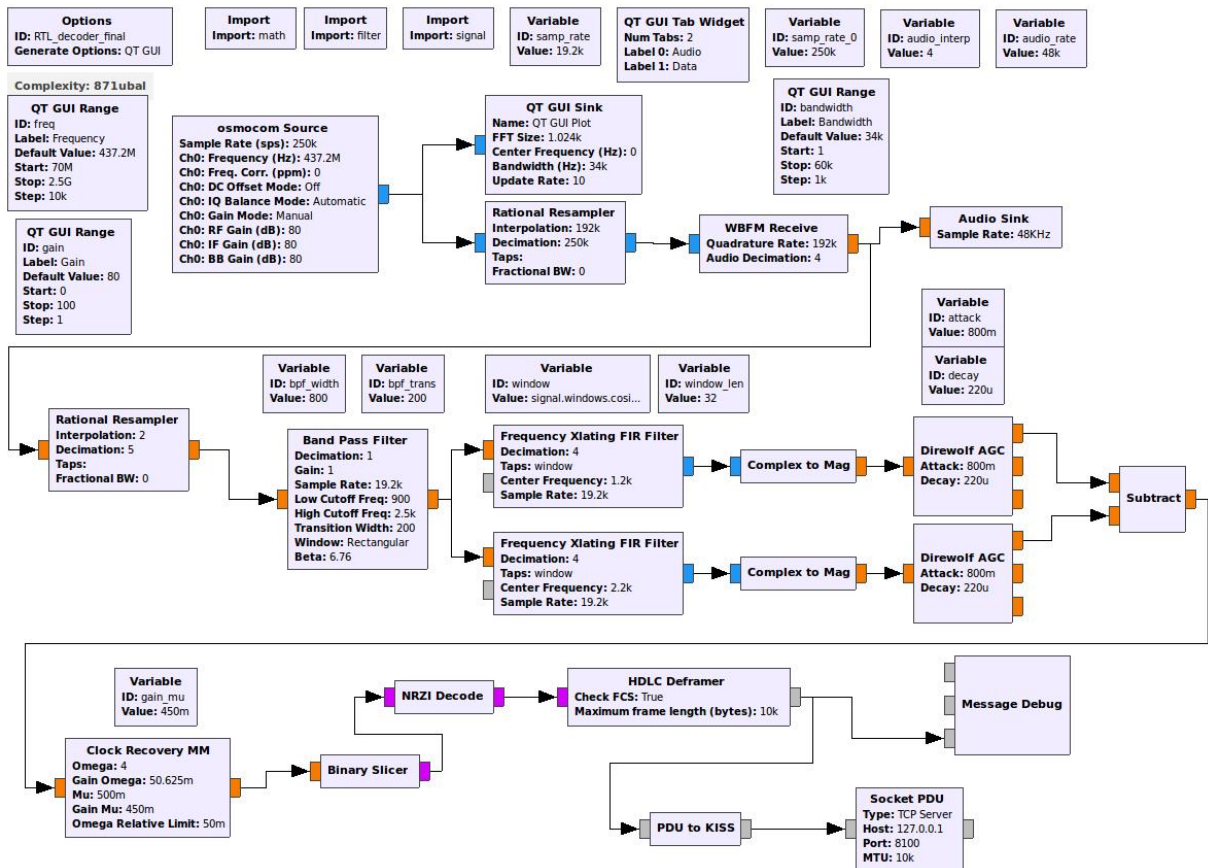 Options
ID: RTL_decoder_final
Generate Options: QT GUI
Import
Import: math
Import
Import: filter
Import
Import: signal
Variable
ID: samp_rate
Value: 19.2k
QT GUI Tab Widget
Num Tabs: 2
Label 0: Audio
Label 1: Data
Variable
ID: samp_rate_0
Value: 250k
Variable
ID: audio_interp
Value: 4
Variable
ID: audio_rate
Value: 48k
Complexity: 871ubal
QT GUI Range
ID: freq
Label: Frequency
Default Value: 437.2M
Start: 70M
Stop: 2.5G
Step: 10k
osmocom Source
Sample Rate (sps): 250k
Ch0: Frequency (Hz): 437.2M
Ch0: Freq. Corr. (ppm): 0
Ch0: DC Offset Mode: Off
Ch0: IQ Balance Mode: Automatic
Ch0: Gain Mode: Manual
Ch0: RF Gain (dB): 80
Ch0: IF Gain (dB): 80
Ch0: BB Gain (dB): 80
QT GUI Sink
Name: QT GUI Plot
FFT Size: 1.024k
Center Frequency (Hz): 0
Bandwidth (Hz): 34k
Update Rate: 10
QT GUI Range
ID: bandwidth
Label: Bandwidth
Default Value: 34k
Start: 1
Stop: 60k
Step: 1k
QT GUI Range
ID: gain
Label: Gain
Default Value: 80
Start: 0
Stop: 100
Step: 1
Rational Resampler
Interpolation: 192k
Decimation: 250k
Taps:
Fractional BW: 0
WBFM Receive
Quadrature Rate: 192k
Audio Decimation: 4
Audio Sink
Sample Rate: 48KHz
Variable
ID: attack
Value: 800m
Variable
ID: decay
Value: 220u
Variable
ID: bpf_width
Value: 800
Variable
ID: bpf_trans
Value: 200
Variable
ID: window
Value: signal.windows.cosi...
Variable
ID: window_len
Value: 32
Rational Resampler
Interpolation: 2
Decimation: 5
Taps:
Fractional BW: 0
Band Pass Filter
Decimation: 1
Gain: 1
Sample Rate: 19.2k
Low Cutoff Freq: 900
High Cutoff Freq: 2.5k
Transition Width: 200
Window: Rectangular
Beta: 6.76
Frequency Xlating FIR Filter
Decimation: 4
Taps: window
Center Frequency: 1.2k
Sample Rate: 19.2k
Complex to Mag
Direwolf AGC
Attack: 800m
Decay: 220u
Subtract
Frequency Xlating FIR Filter
Decimation: 4
Taps: window
Center Frequency: 2.2k
Sample Rate: 19.2k
Complex to Mag
Direwolf AGC
Attack: 800m
Decay: 220u
Variable
ID: gain_mu
Value: 450m
NRZI Decode
HDLC Deframer
Check FCS: True
Maximum frame length (bytes): 10k
Message Debug
Clock Recovery MM
Omega: 4
Gain Omega: 50.625m
Mu: 500m
Gain Mu: 450m
Omega Relative Limit: 50m
Binary Slicer
PDU to KISS
Socket PDU
Type: TCP Server
Host: 127.0.0.1
Port: 8100
MTU: 10k